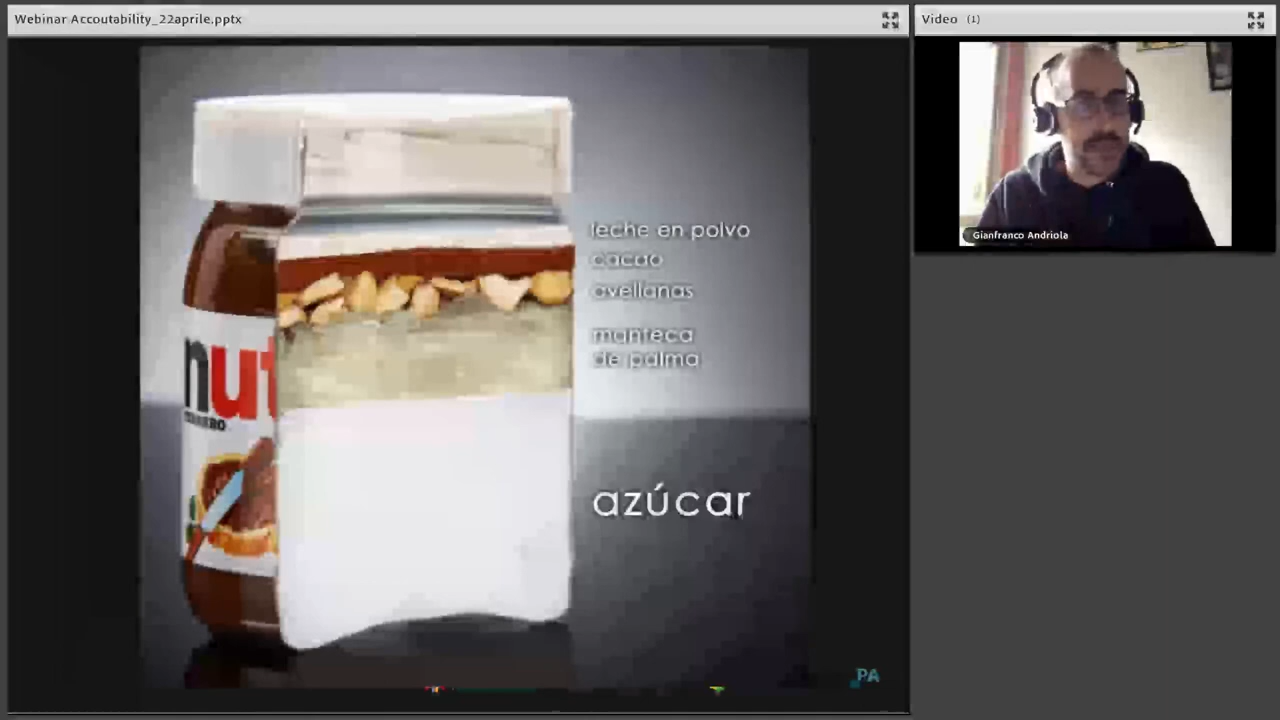 Webinar Accoutability_22aprile.pptx
Video (1)
Gianfranco Andriola
leche en polvo
cacao
avellanas
manteca
de palma
nut
azúcar
PA